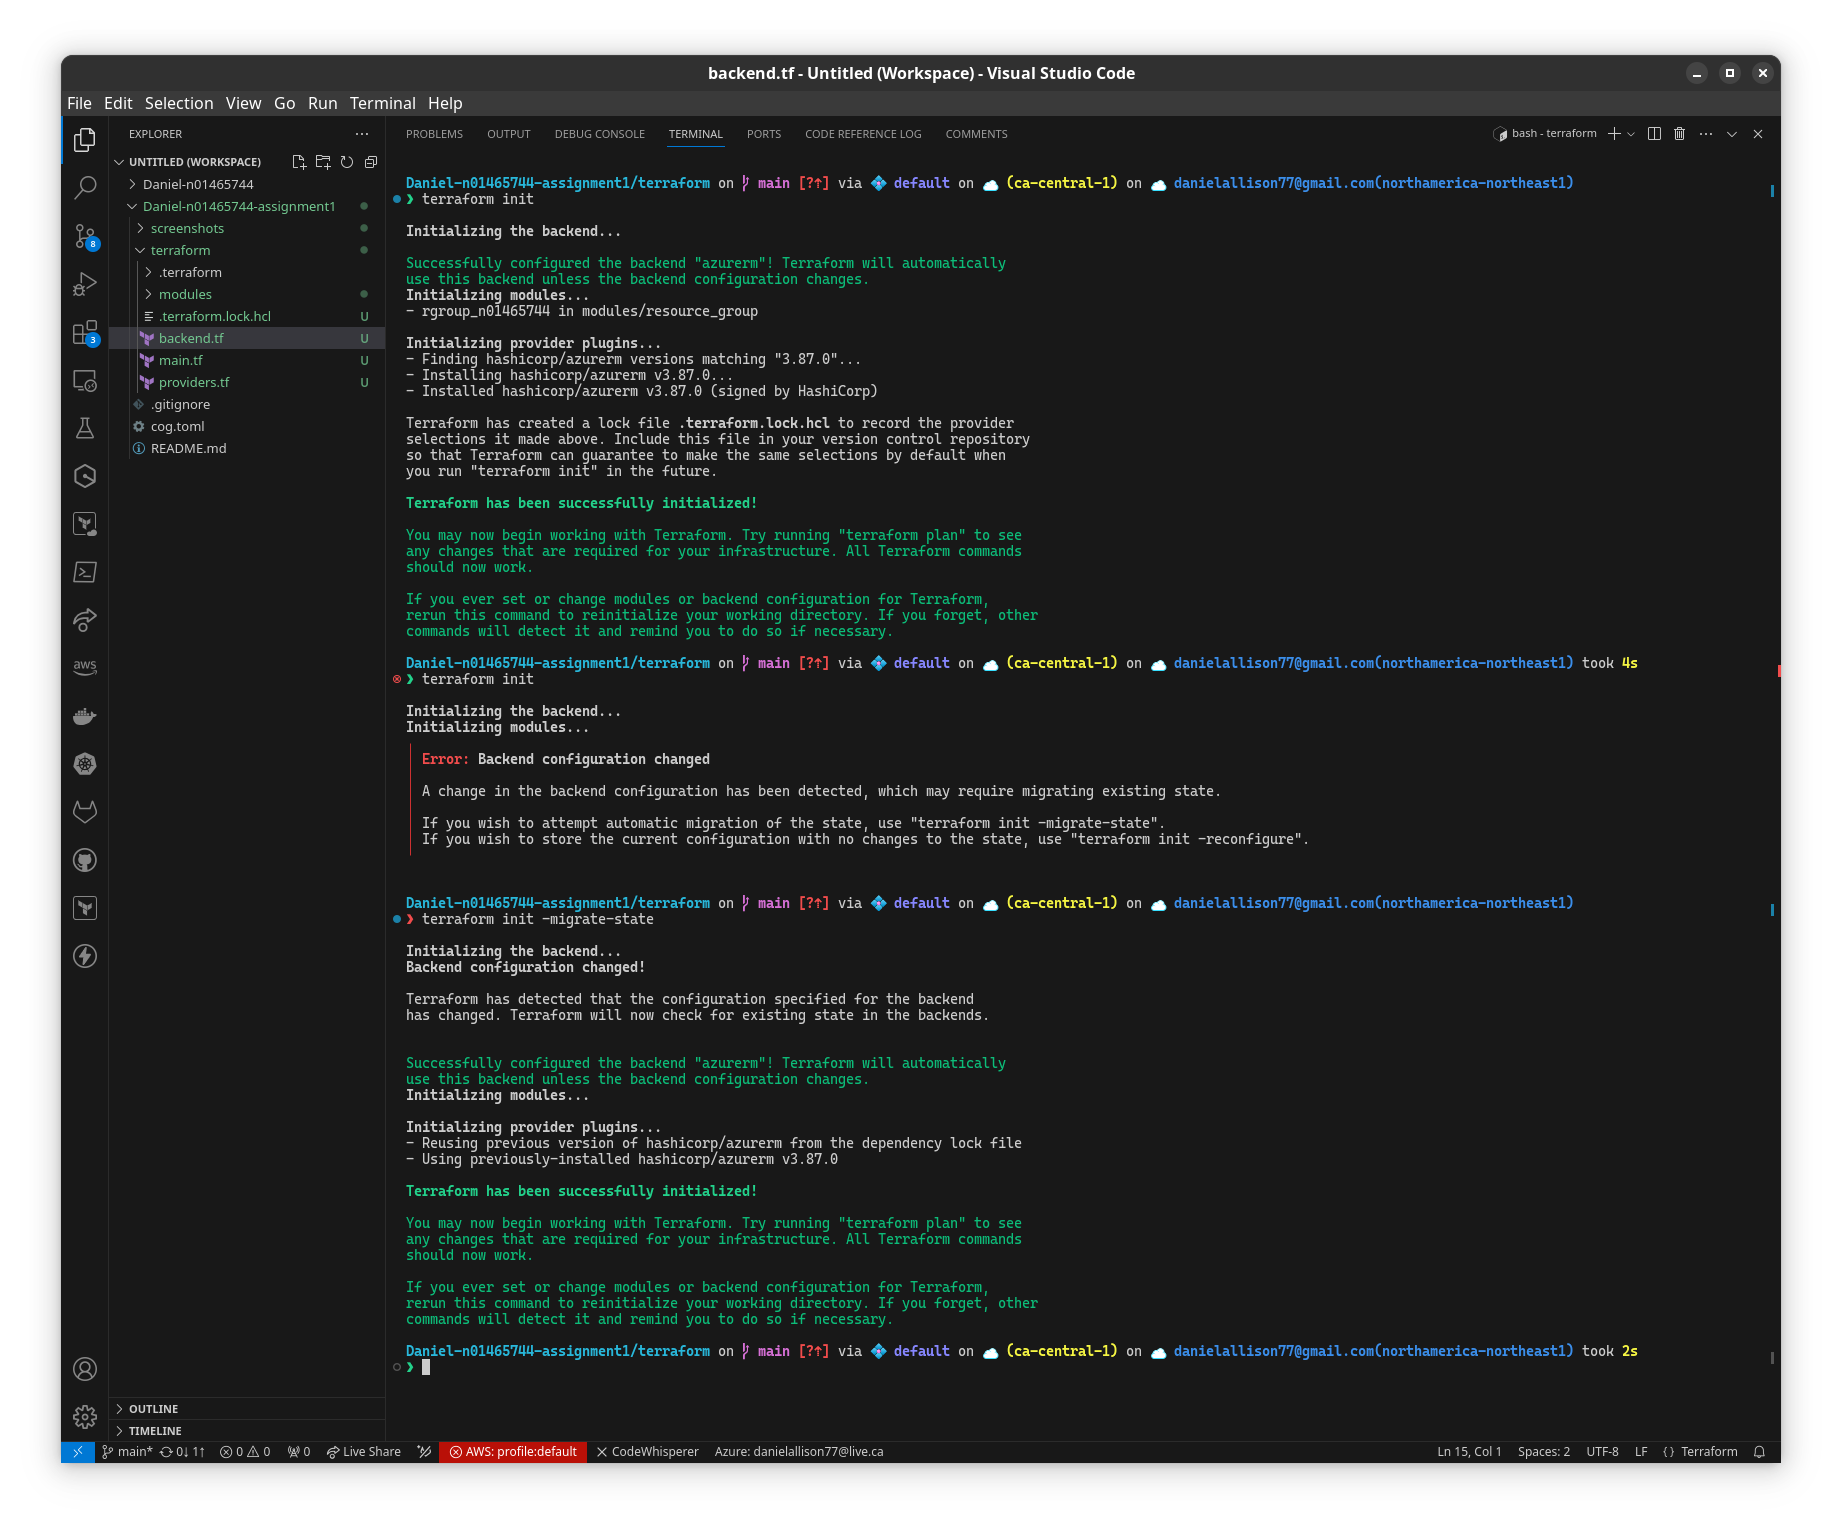 backend.tf - Untitled (Workspace) - Visual Studio Code
File Edit Selection View Go Run Terminal Help
EXPLORER
UNTITLED (WORKSPACE)
Daniel-n01465744
Daniel-n01465744-assignment1
screenshots
terraform
.terraform
modules
.terraform.lock.hcl U
backend.tf U
main.tf U
providers.tf U
.gitignore
cog.toml
README.md
OUTLINE
TIMELINE
8
3
aws
PROBLEMS OUTPUT DEBUG CONSOLE TERMINAL PORTS CODE REFERENCE LOG COMMENTS bash - terraform
Daniel-n01465744-assignment1/terraform on main [?↑] via default on (ca-central-1) on danielallison77@gmail.com(northamerica-northeast1)
❯ terraform init
Initializing the backend...
Successfully configured the backend "azurerm"! Terraform will automatically
use this backend unless the backend configuration changes.
Initializing modules...
- rgroup_n01465744 in modules/resource_group
Initializing provider plugins...
- Finding hashicorp/azurerm versions matching "3.87.0"...
- Installing hashicorp/azurerm v3.87.0...
- Installed hashicorp/azurerm v3.87.0 (signed by HashiCorp)
Terraform has created a lock file .terraform.lock.hcl to record the provider
selections it made above. Include this file in your version control repository
so that Terraform can guarantee to make the same selections by default when
you run "terraform init" in the future.
Terraform has been successfully initialized!
You may now begin working with Terraform. Try running "terraform plan" to see
any changes that are required for your infrastructure. All Terraform commands
should now work.
If you ever set or change modules or backend configuration for Terraform,
rerun this command to reinitialize your working directory. If you forget, other
commands will detect it and remind you to do so if necessary.
Daniel-n01465744-assignment1/terraform on main [?↑] via default on (ca-central-1) on danielallison77@gmail.com(northamerica-northeast1) took 4s
❯ terraform init
Initializing the backend...
Initializing modules...
Error: Backend configuration changed
A change in the backend configuration has been detected, which may require migrating existing state.
If you wish to attempt automatic migration of the state, use "terraform init -migrate-state".
If you wish to store the current configuration with no changes to the state, use "terraform init -reconfigure".
Daniel-n01465744-assignment1/terraform on main [?↑] via default on (ca-central-1) on danielallison77@gmail.com(northamerica-northeast1)
❯ terraform init -migrate-state
Initializing the backend...
Backend configuration changed!
Terraform has detected that the configuration specified for the backend
has changed. Terraform will now check for existing state in the backends.
Successfully configured the backend "azurerm"! Terraform will automatically
use this backend unless the backend configuration changes.
Initializing modules...
Initializing provider plugins...
- Reusing previous version of hashicorp/azurerm from the dependency lock file
- Using previously-installed hashicorp/azurerm v3.87.0
Terraform has been successfully initialized!
You may now begin working with Terraform. Try running "terraform plan" to see
any changes that are required for your infrastructure. All Terraform commands
should now work.
If you ever set or change modules or backend configuration for Terraform,
rerun this command to reinitialize your working directory. If you forget, other
commands will detect it and remind you to do so if necessary.
Daniel-n01465744-assignment1/terraform on main [?↑] via default on (ca-central-1) on danielallison77@gmail.com(northamerica-northeast1) took 2s
❯
main* 0↓ 1↑ 0 0 0 Live Share AWS: profile:default CodeWhisperer Azure: danielallison77@live.ca Ln 15, Col 1 Spaces: 2 UTF-8 LF {} Terraform